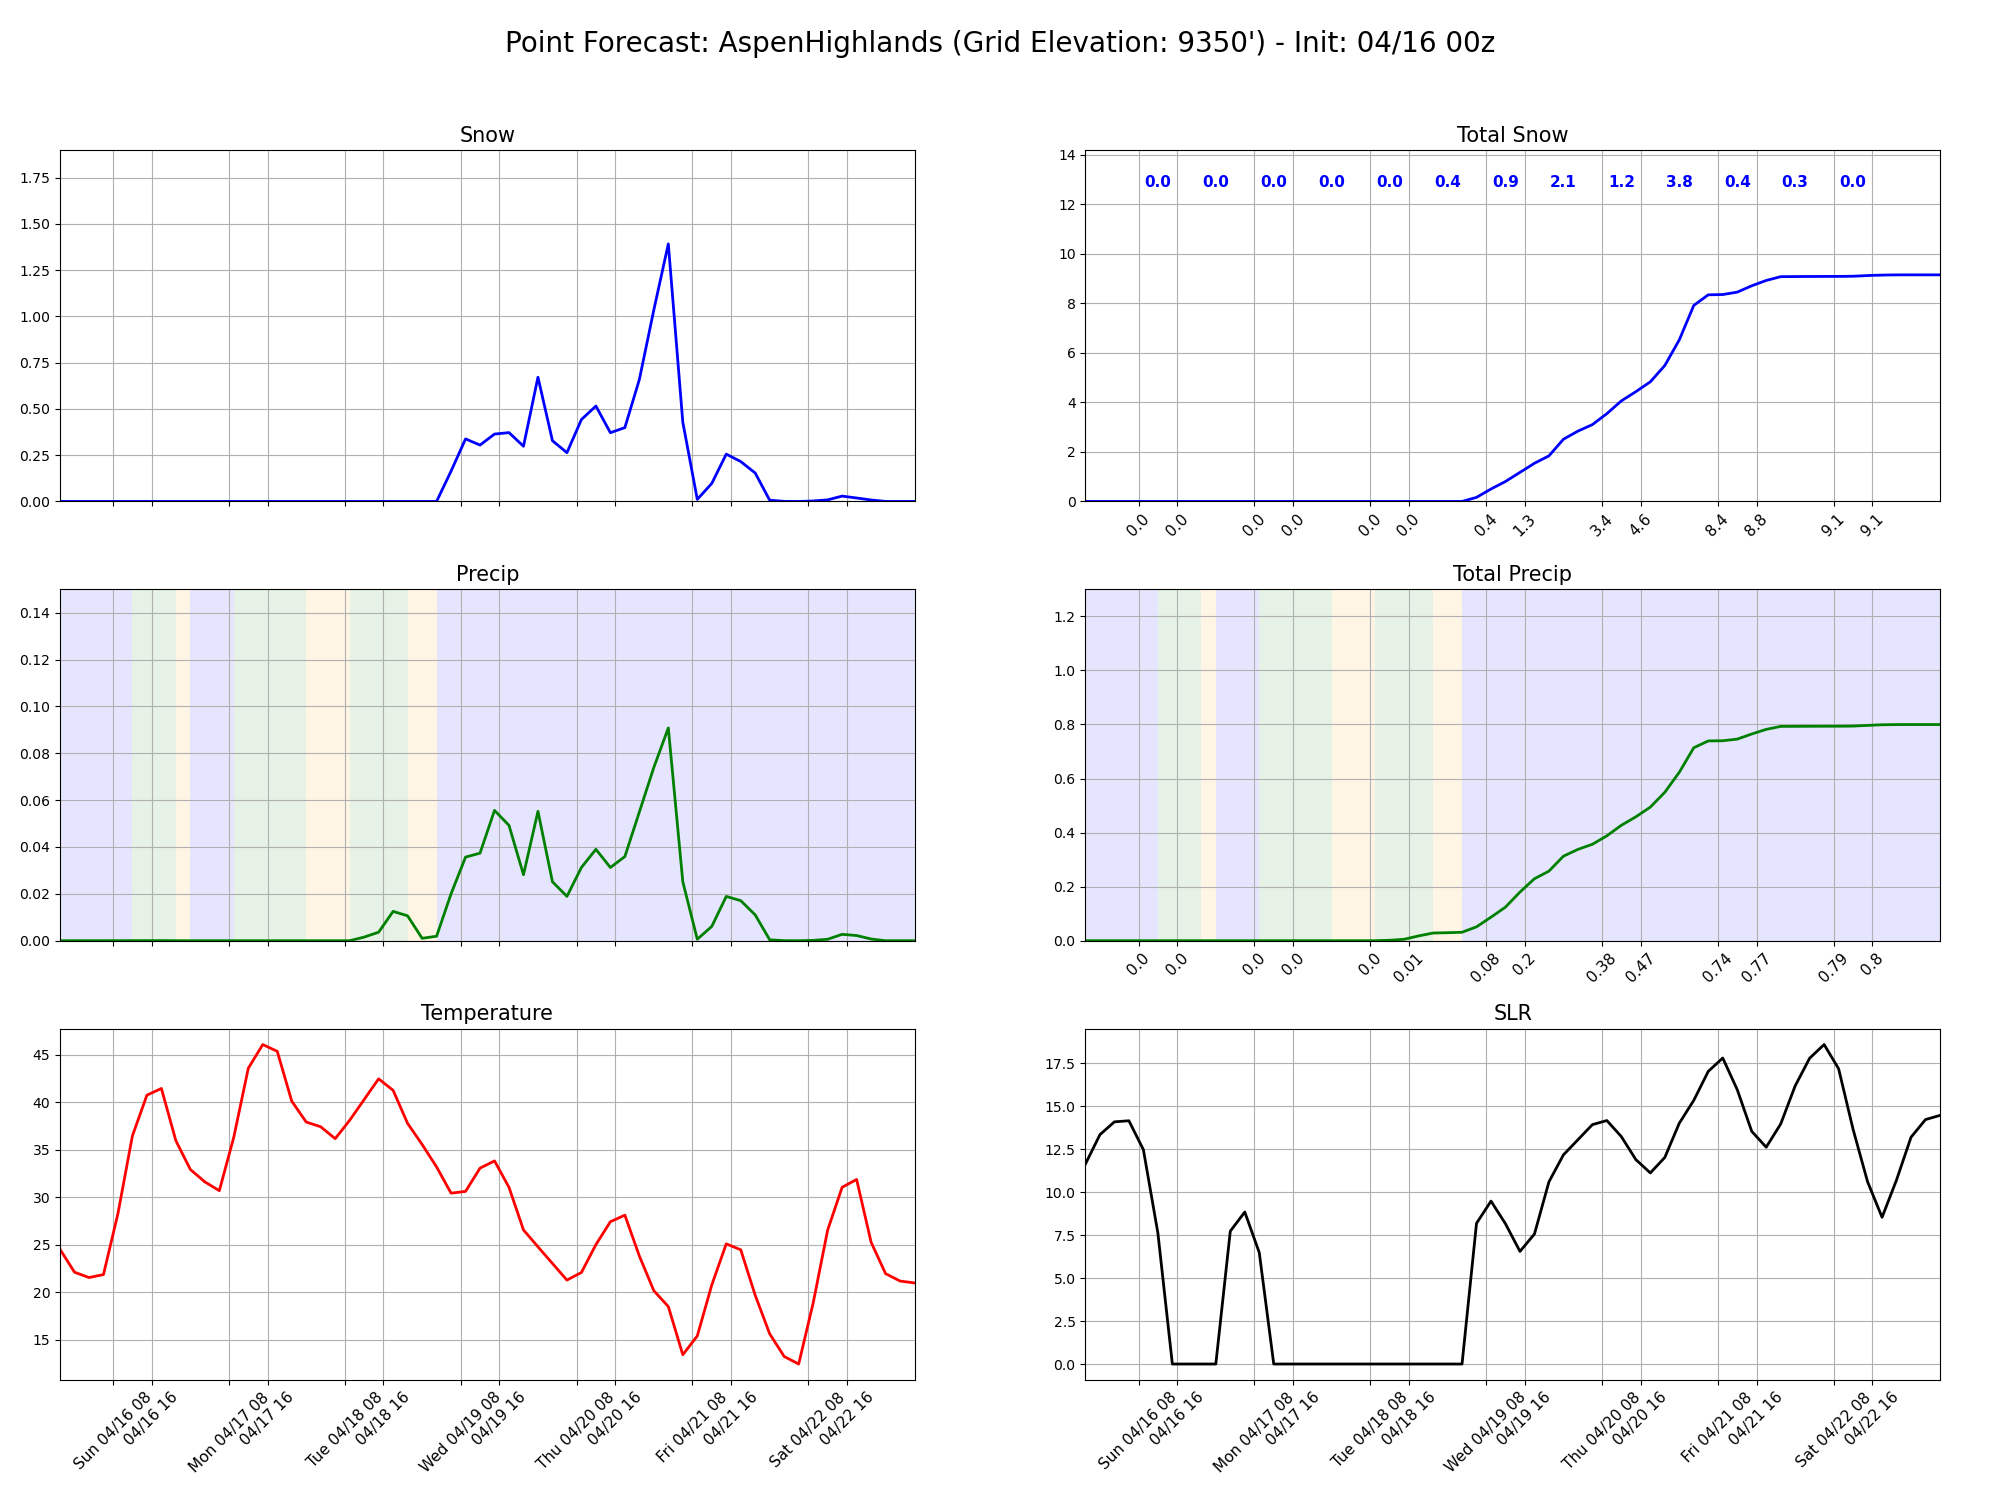 Point Forecast: AspenHighlands (Grid Elevation: 9350') - Init: 04/16 00z
Snow
1.75
1.50
1.25
1.00
0.75
0.50
0.25
0.00
Total Snow
14
12
10
8
6
4
2
0
0.0 0.0 0.0 0.0 0.0 0.4 0.9 2.1 1.2 3.8 0.4 0.3 0.0
0.0 0.0 0.0 0.0 0.0 0.0 0.4 1.3 3.4 4.6 8.4 8.8 9.1 9.1
Precip
0.14
0.12
0.10
0.08
0.06
0.04
0.02
0.00
Total Precip
1.2
1.0
0.8
0.6
0.4
0.2
0.0
0.0 0.0 0.0 0.0 0.0 0.01 0.08 0.2 0.38 0.47 0.74 0.77 0.79 0.8
Temperature
45
40
35
30
25
20
15
Sun 04/16 08
04/16 16
Mon 04/17 08
04/17 16
Tue 04/18 08
04/18 16
Wed 04/19 08
04/19 16
Thu 04/20 08
04/20 16
Fri 04/21 08
04/21 16
Sat 04/22 08
04/22 16
SLR
17.5
15.0
12.5
10.0
7.5
5.0
2.5
0.0
Sun 04/16 08
04/16 16
Mon 04/17 08
04/17 16
Tue 04/18 08
04/18 16
Wed 04/19 08
04/19 16
Thu 04/20 08
04/20 16
Fri 04/21 08
04/21 16
Sat 04/22 08
04/22 16